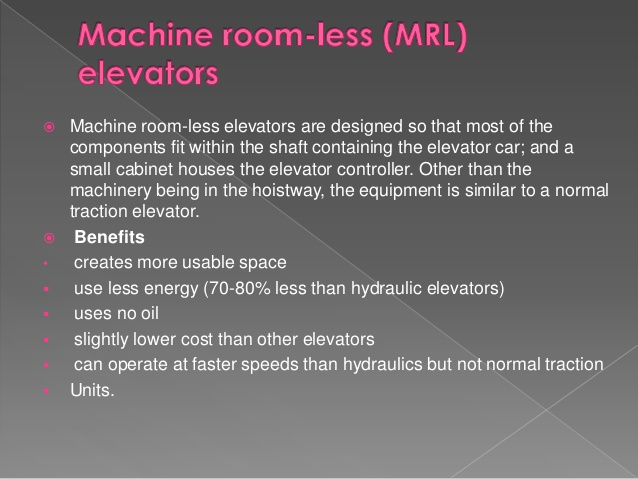 Machine room-less (MRL)
elevators
Machine room-less elevators are designed so that most of the
components fit within the shaft containing the elevator car; and a
small cabinet houses the elevator controller. Other than the
machinery being in the hoistway, the equipment is similar to a normal
traction elevator.
Benefits
creates more usable space
use less energy (70-80% less than hydraulic elevators)
uses no oil
slightly lower cost than other elevators
can operate at faster speeds than hydraulics but not normal traction
Units.